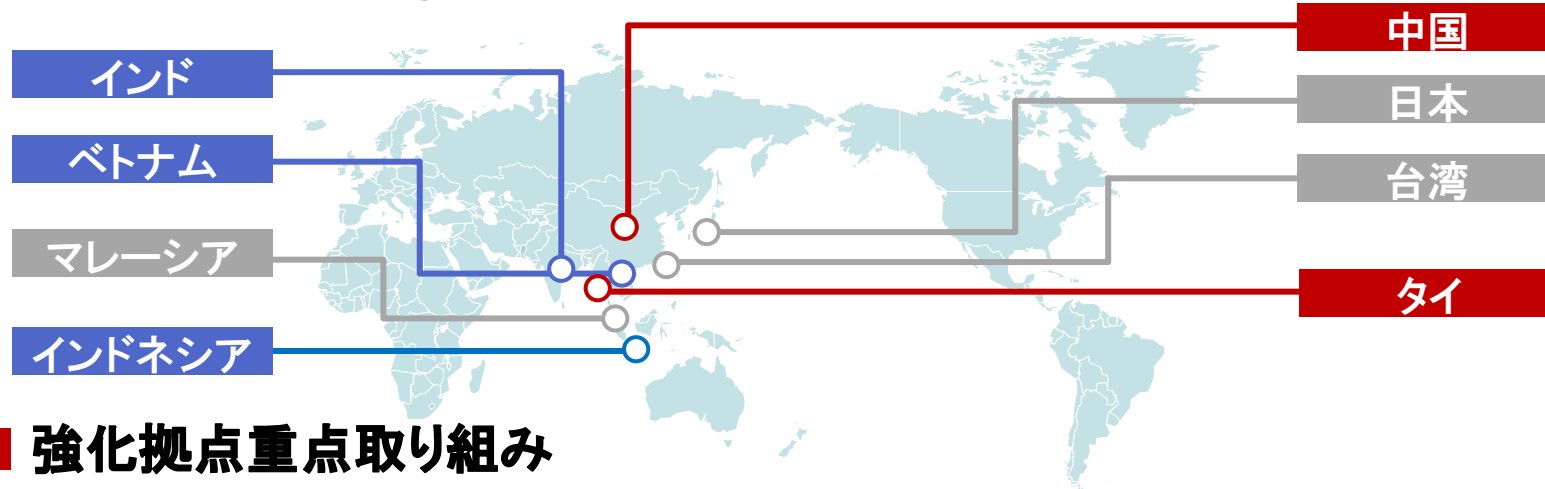 中国
インド
日本
ベトナム
台湾
マレーシア
タイ
インドネシア
強化拠点重点取り組み